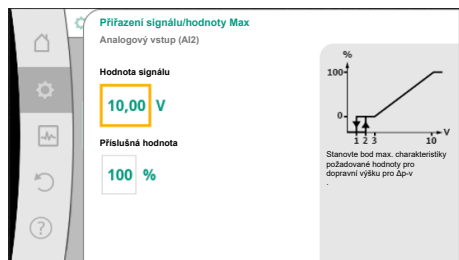 Přiřazení signálu/hodnoty Max
Analogový vstup (AI2)
Hodnota signálu
10,00 V
Příslušná hodnota
100 %
%
100
0
1 2 3 10
V
Stanovte bod max. charakteristiky
požadované hodnoty pro
dopravní výšku pro Δp-v
.
?